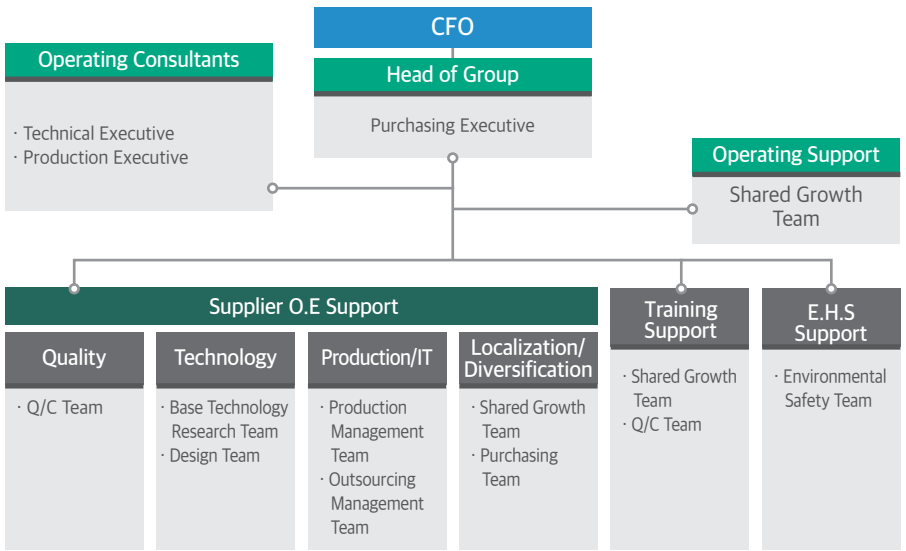 CFO
Head of Group
Purchasing Executive
Operating Consultants
· Technical Executive
· Production Executive
Operating Support
Shared Growth
Team
Supplier O.E Support
Quality
· Q/C Team
Technology
· Base Technology
Research Team
· Design Team
Production/IT
· Production
Management
Team
· Outsourcing
Management
Team
Localization/
Diversification
· Shared Growth
Team
· Purchasing
Team
Training
Support
· Shared Growth
Team
· Q/C Team
E.H.S
Support
· Environmental
Safety Team